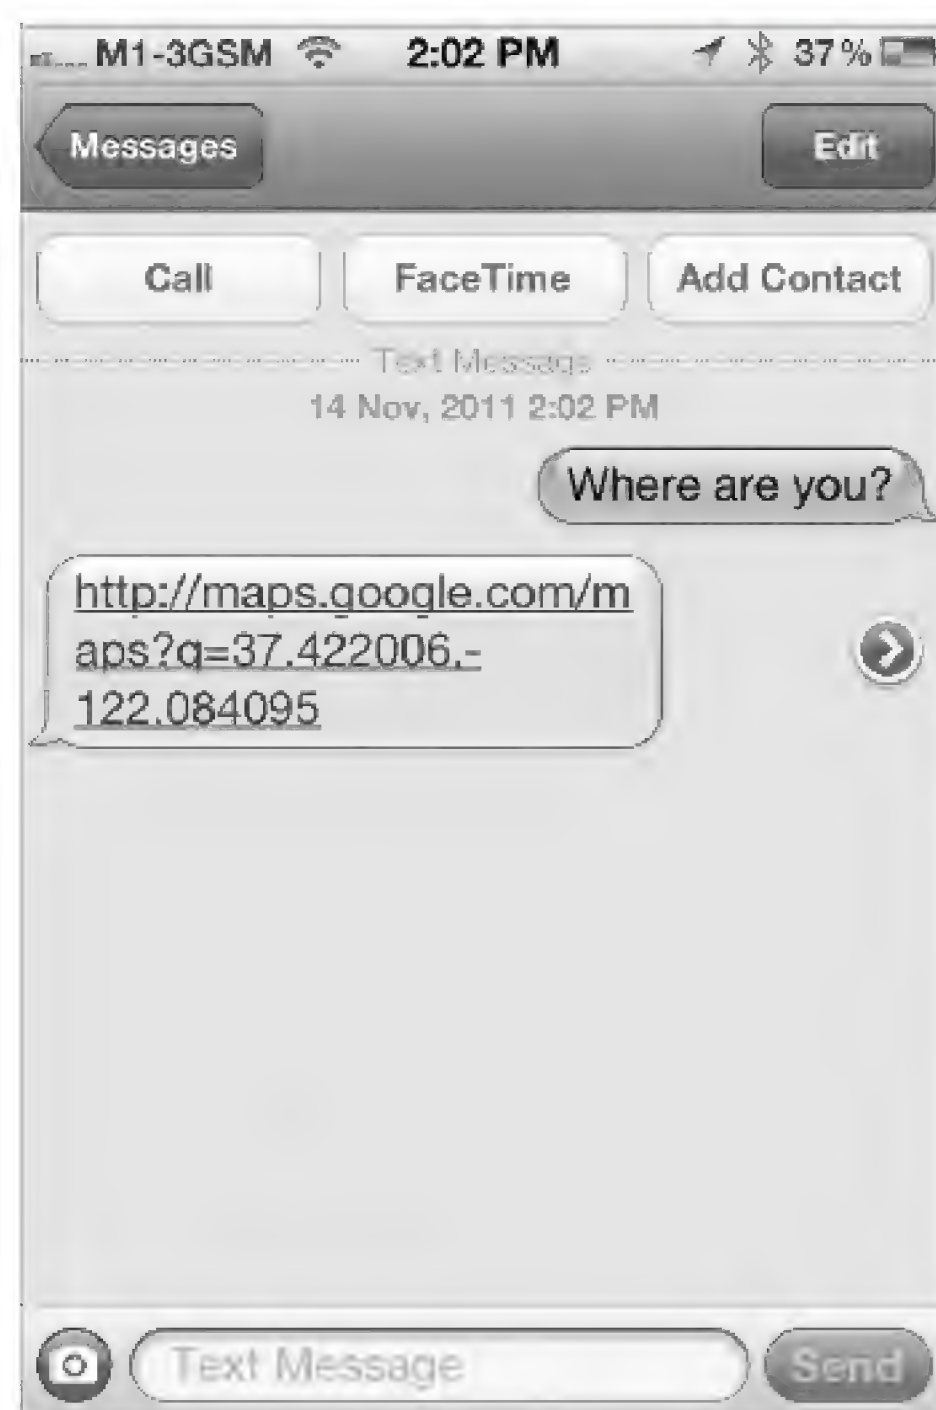 M1-3GSM 2:02 PM 37%
Messages Edit
Call FaceTime Add Contact
Text Message
14 Nov, 2011 2:02 PM
Where are you?
http://maps.google.com/m
aps?q=37.422006,-
122.084095
Text Message Send